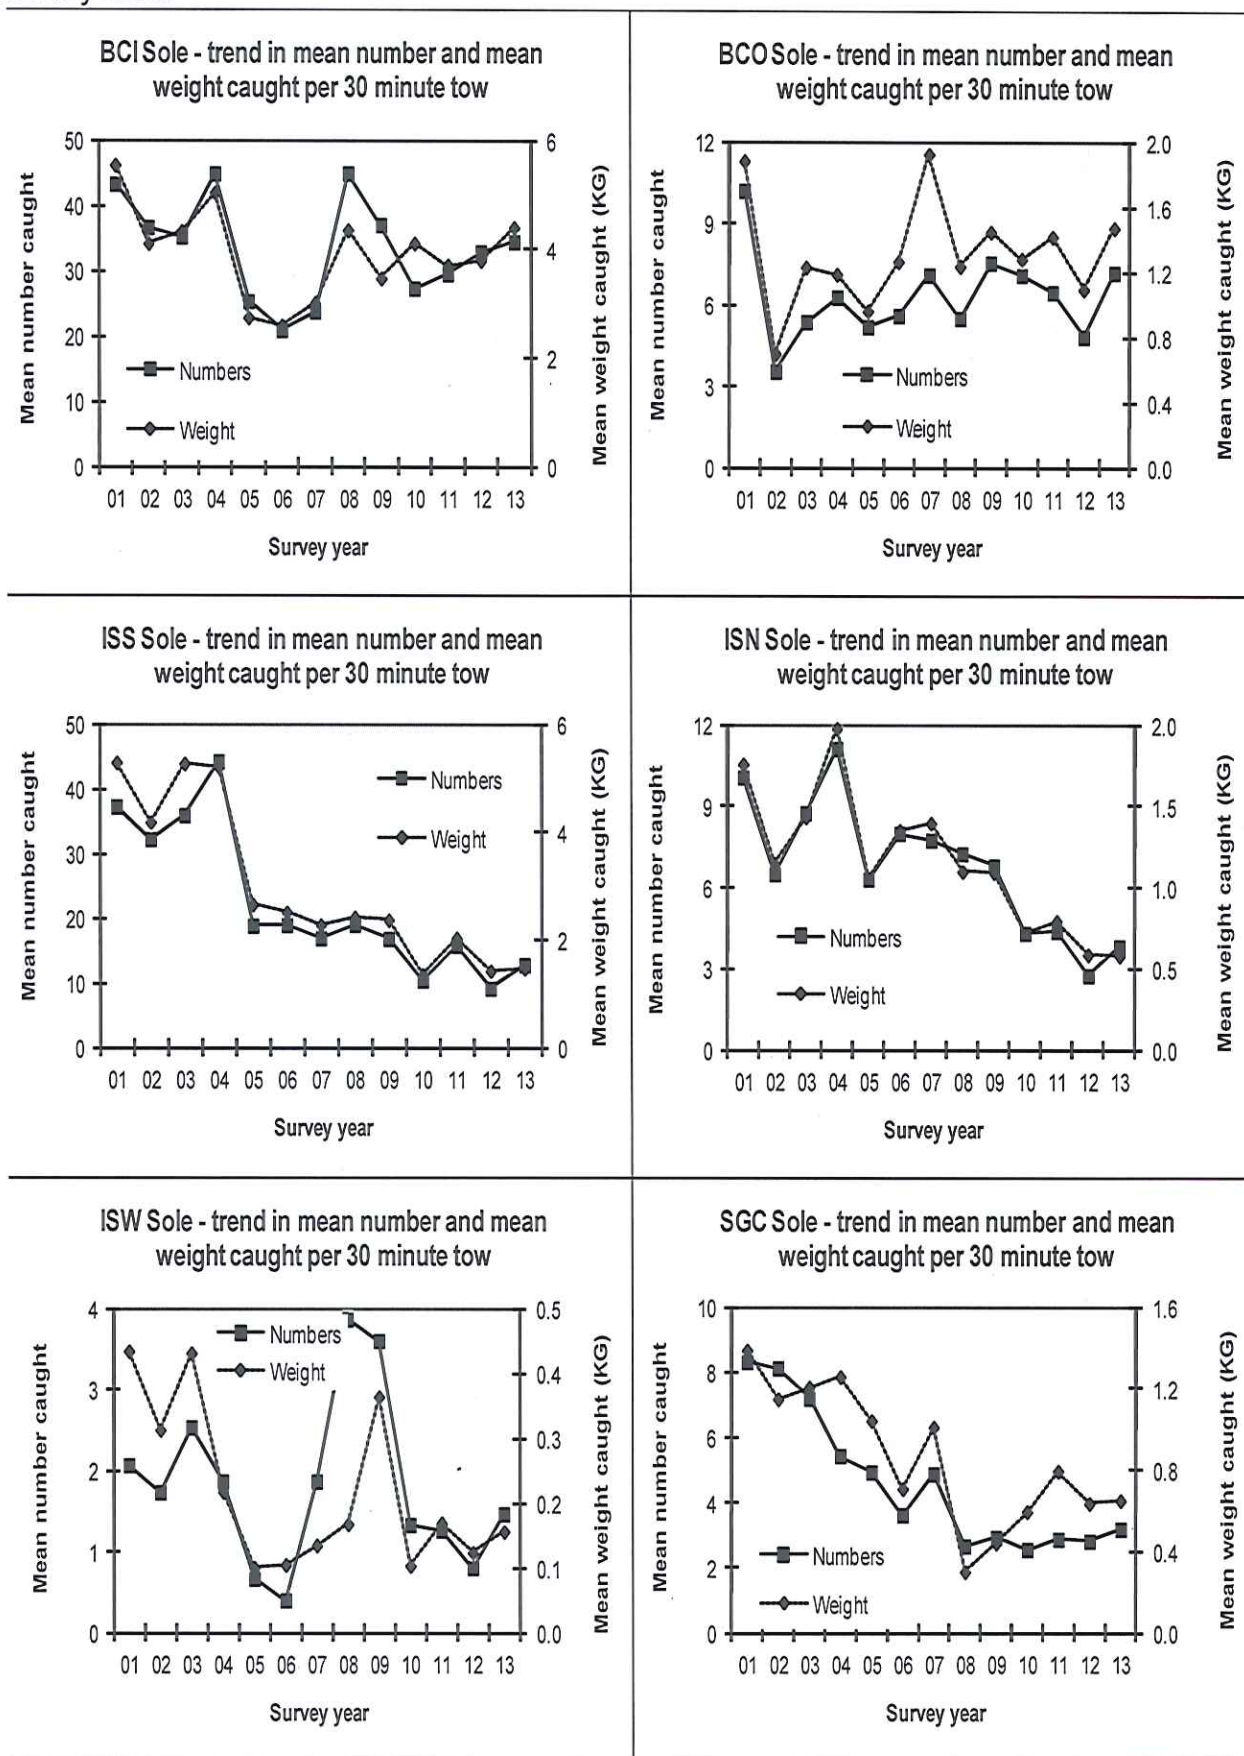 BCI Sole - trend in mean number and mean
weight caught per 30 minute tow
Mean number caught
50
40
30
20
10
0
6
4
2
0
Mean weight caught (KG)
Numbers
Weight
01 02 03 04 05 06 07 08 09 10 11 12 13
Survey year
BCO Sole - trend in mean number and mean
weight caught per 30 minute tow
Mean number caught
12
9
6
3
0
2.0
1.6
1.2
0.8
0.4
0.0
Mean weight caught (KG)
Numbers
Weight
01 02 03 04 05 06 07 08 09 10 11 12 13
Survey year
ISS Sole - trend in mean number and mean
weight caught per 30 minute tow
Mean number caught
50
40
30
20
10
0
6
4
2
0
Mean weight caught (KG)
Numbers
Weight
01 02 03 04 05 06 07 08 09 10 11 12 13
Survey year
ISN Sole - trend in mean number and mean
weight caught per 30 minute tow
Mean number caught
12
9
6
3
0
2.0
1.5
1.0
0.5
0.0
Mean weight caught (KG)
Numbers
Weight
01 02 03 04 05 06 07 08 09 10 11 12 13
Survey year
ISW Sole - trend in mean number and mean
weight caught per 30 minute tow
Mean number caught
4
3
2
1
0
0.5
0.4
0.3
0.2
0.1
0.0
Mean weight caught (KG)
Numbers
Weight
01 02 03 04 05 06 07 08 09 10 11 12 13
Survey year
SGC Sole - trend in mean number and mean
weight caught per 30 minute tow
Mean number caught
10
8
6
4
2
0
1.6
1.2
0.8
0.4
0.0
Mean weight caught (KG)
Numbers
Weight
01 02 03 04 05 06 07 08 09 10 11 12 13
Survey year